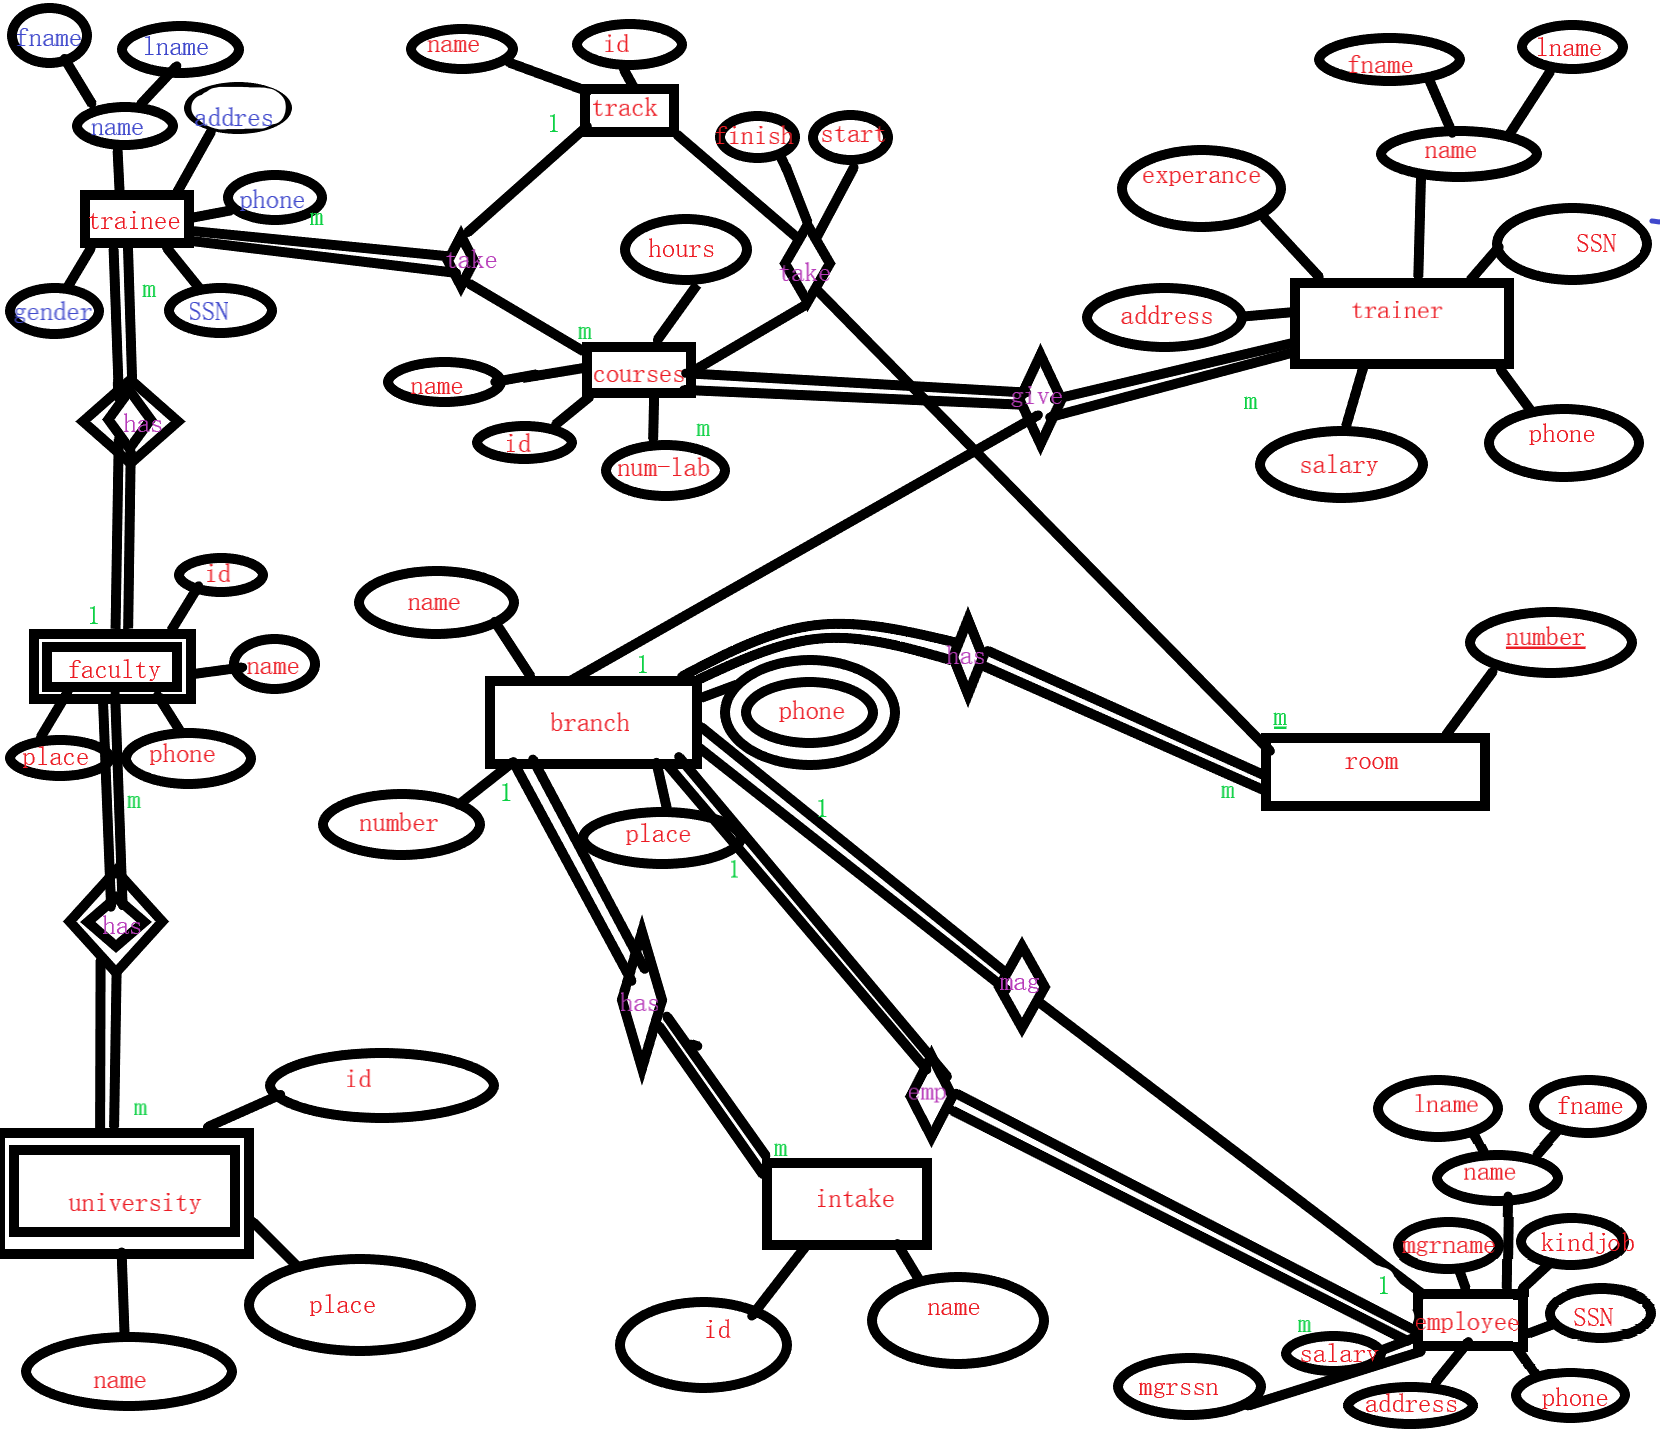 fname
lname
name
id
fname
lname
addres
name
track
1
finish
start
name
experance
phone
trainee
m
take
hours
take
SSN
m
gender
SSN
address
trainer
m
name
courses
give
m
id
num-lab
m
salary
phone
has
id
1
faculty
name
name
1
has
number
place
phone
branch
phone
m
room
m
m
number
1
place
1
1
has
has
mag
emp
id
m
university
place
name
m
intake
id
name
lname
fname
name
mgrname
kindjob
1
employee
SSN
m
salary
mgrssn
address
phone